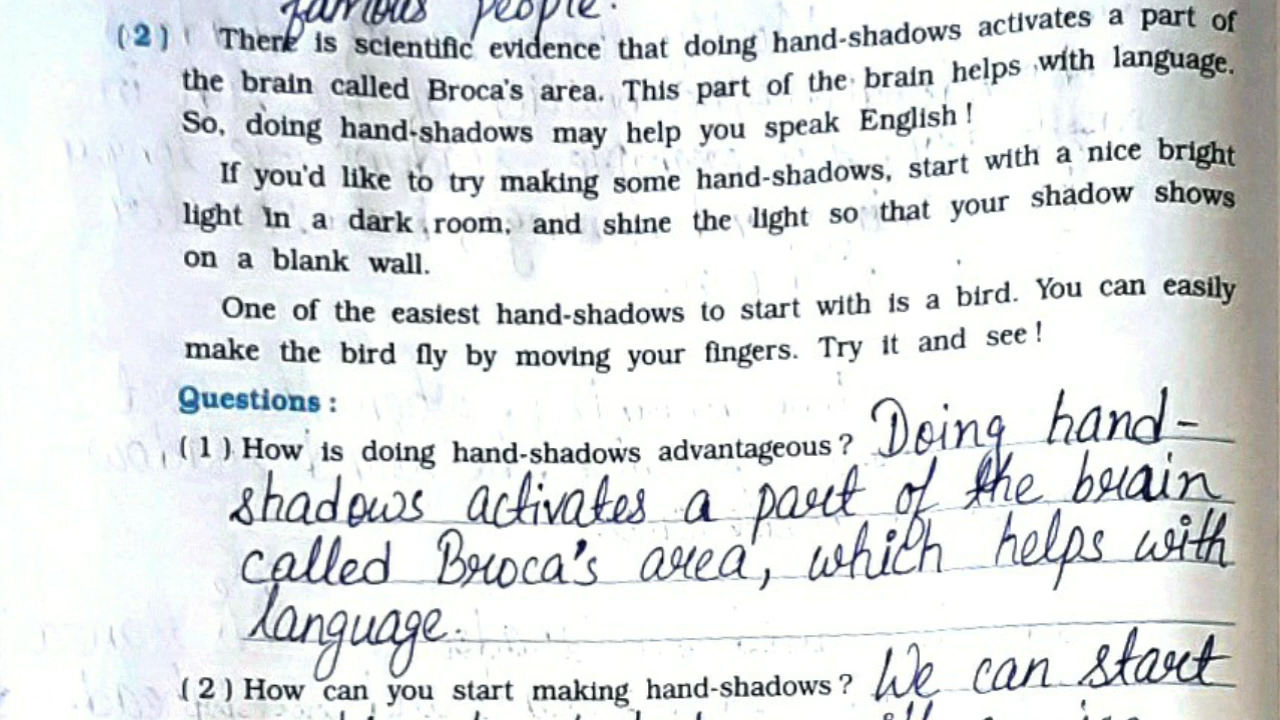 famous people.
(2) There is scientific evidence that doing hand-shadows activates a part of
the brain called Broca's area. This part of the brain helps with language.
So, doing hand-shadows may help you speak English!
If you'd like to try making some hand-shadows, start with a nice bright
light in a dark room, and shine the light so that your shadow shows
on a blank wall.
One of the easiest hand-shadows to start with is a bird. You can easily
make the bird fly by moving your fingers. Try it and see!
Questions:
(1) How is doing hand-shadows advantageous? Doing hand-
shadows activates a part of the brain
called Broca's area, which helps with
language.
(2) How can you start making hand-shadows? We can start